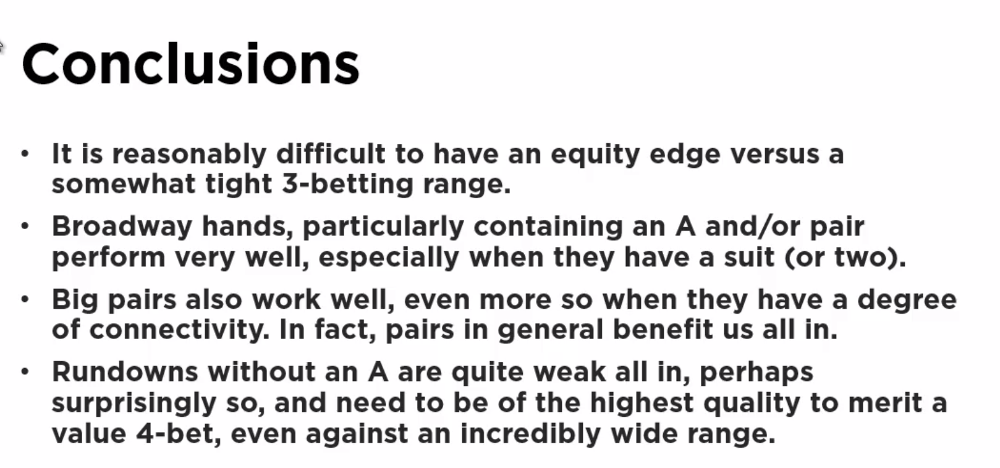 Conclusions
• It is reasonably difficult to have an equity edge versus a
somewhat tight 3-betting range.
• Broadway hands, particularly containing an A and/or pair
perform very well, especially when they have a suit (or two).
• Big pairs also work well, even more so when they have a degree
of connectivity. In fact, pairs in general benefit us all in.
• Rundowns without an A are quite weak all in, perhaps
surprisingly so, and need to be of the highest quality to merit a
value 4-bet, even against an incredibly wide range.